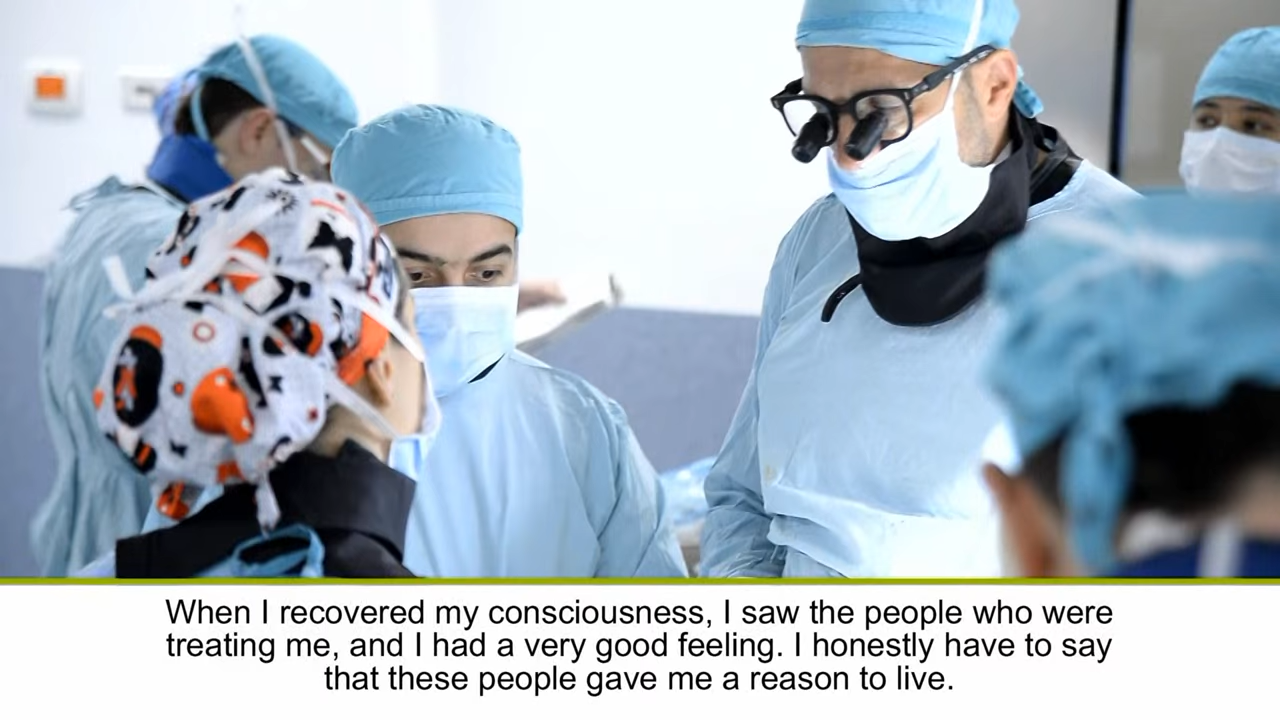 When I recovered my consciousness, I saw the people who were
treating me, and I had a very good feeling. I honestly have to say
that these people gave me a reason to live.